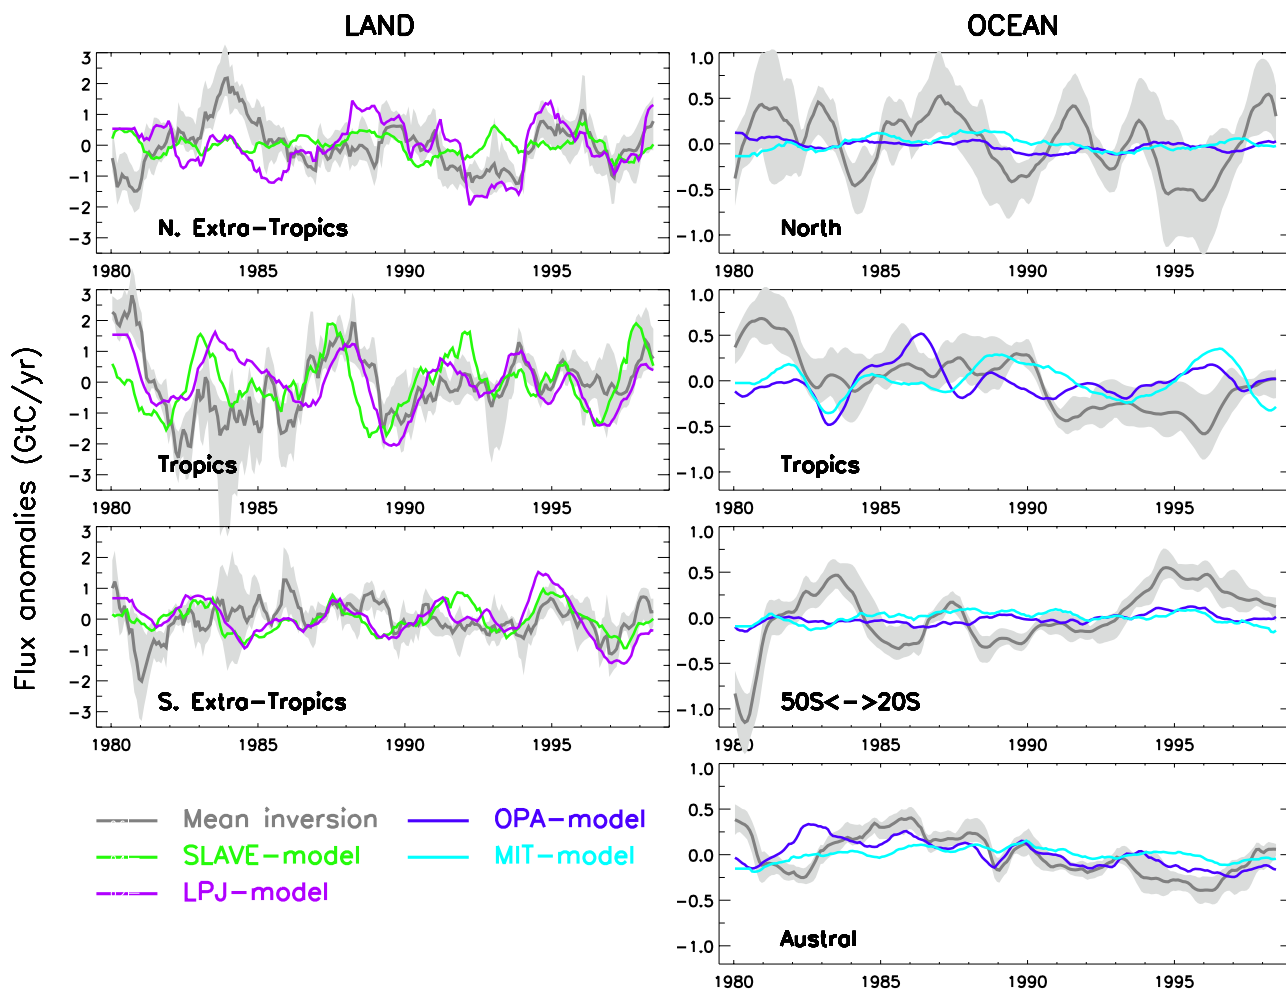 LAND
OCEAN
Flux anomalies (GtC/yr)
3
2
1
0
-1
-2
-3
N. Extra-Tropics
1980 1985 1990 1995
1.0
0.5
0.0
-0.5
-1.0
North
1980 1985 1990 1995
3
2
1
0
-1
-2
-3
Tropics
1980 1985 1990 1995
1.0
0.5
0.0
-0.5
-1.0
Tropics
1980 1985 1990 1995
3
2
1
0
-1
-2
-3
S. Extra-Tropics
1980 1985 1990 1995
1.0
0.5
0.0
-0.5
-1.0
50S<->20S
1980 1985 1990 1995
Mean inversion
SLAVE-model
LPJ-model
OPA-model
MIT-model
1.0
0.5
0.0
-0.5
-1.0
Austral
1980 1985 1990 1995